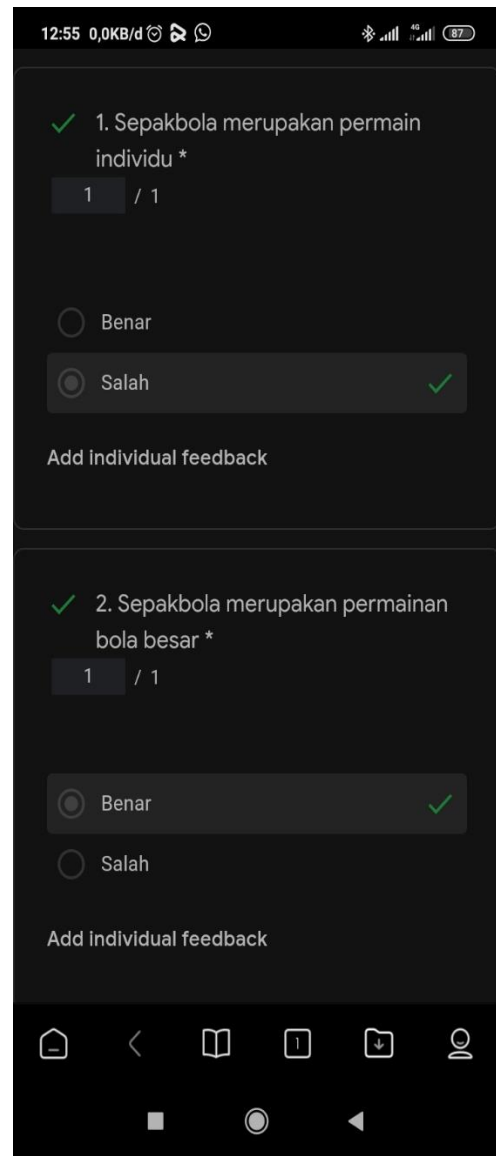 12:55 0,0KB/d
4G
87
1. Sepakbola merupakan permain
individu *
1 / 1
Benar
Salah
Add individual feedback
2. Sepakbola merupakan permainan
bola besar *
1 / 1
Benar
Salah
Add individual feedback
1